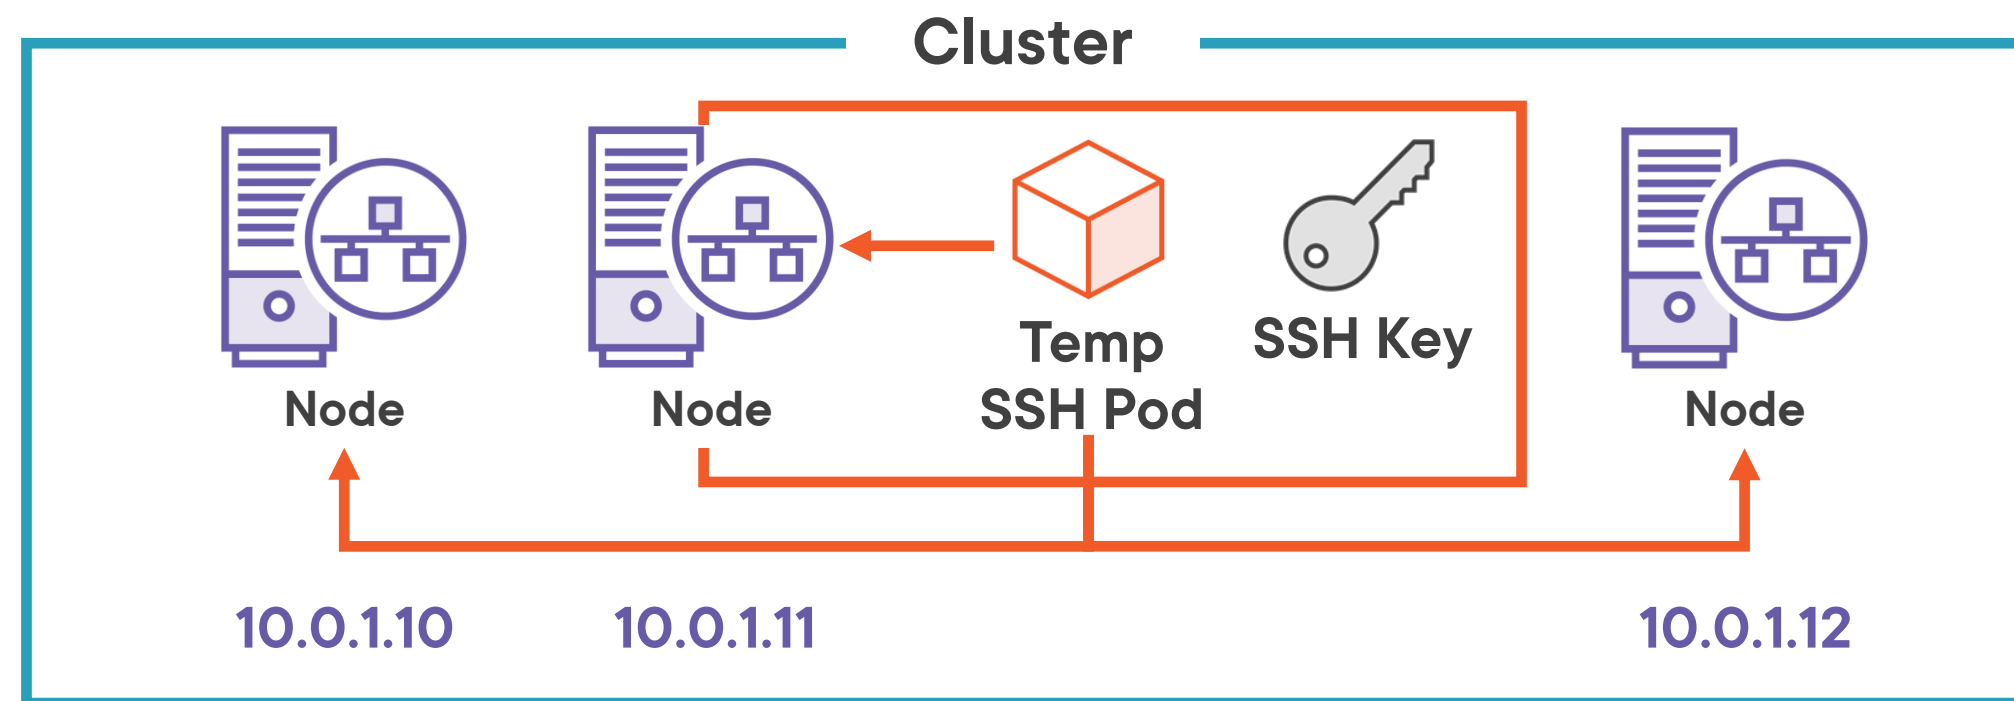 Cluster
Temp
SSH Pod
SSH Key
Node
Node
Node
10.0.1.10
10.0.1.11
10.0.1.12